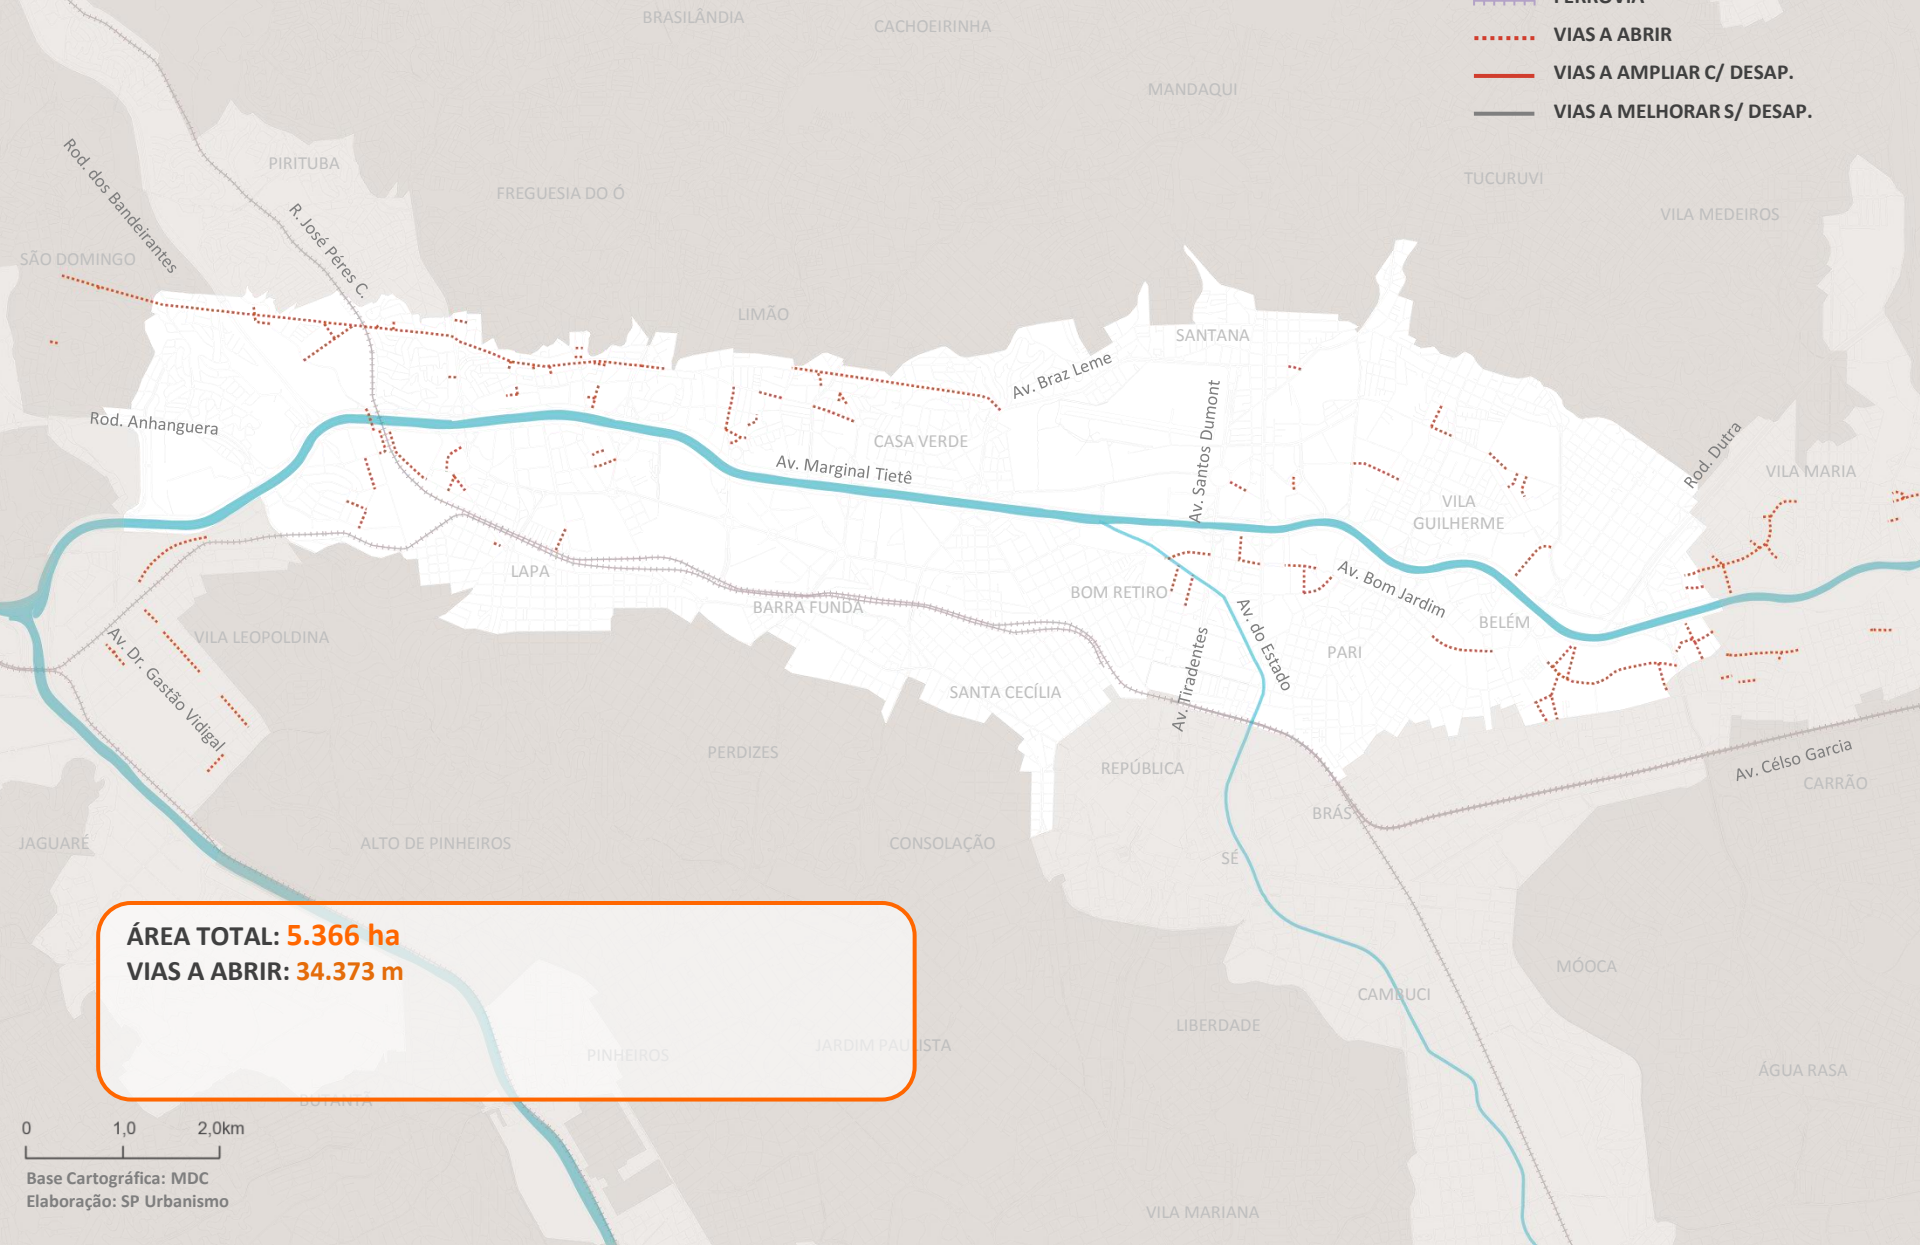 BRASILÂNDIA
CACHOEIRINHA
FERROVIA
VIAS A ABRIR
VIAS A AMPLIAR C/ DESAP.
VIAS A MELHORAR S/ DESAP.
MANDAQUI
PIRITUBA
FREGUESIA DO Ó
TUCURUVI
VILA MEDEIROS
Rod. dos Bandeirantes
R. José Péres C.
SÃO DOMINGO
LIMÃO
SANTANA
Av. Braz Leme
Rod. Anhanguera
CASA VERDE
Av. Santos Dumont
Av. Marginal Tietê
Rod. Dutra
VILA MARIA
VILA
GUILHERME
LAPA
BARRA FUNDA
BOM RETIRO
Av. Bom Jardim
BELÉM
VILA LEOPOLDINA
Av. Dr. Gastão Vidigal
Av. do Estado
Av. Tiradentes
PARI
SANTA CECÍLIA
PERDIZES
REPÚBLICA
Av. Célso Garcia
CARRÃO
BRÁS
JAGUARÉ
ALTO DE PINHEIROS
CONSOLAÇÃO
SÉ
ÁREA TOTAL: 5.366 ha
VIAS A ABRIR: 34.373 m
MÓOCA
CAMBUCI
LIBERDADE
JARDIM PAULISTA
PINHEIROS
ÁGUA RASA
BUTANTÃ
0 1,0 2,0km
Base Cartográfica: MDC
Elaboração: SP Urbanismo
VILA MARIANA